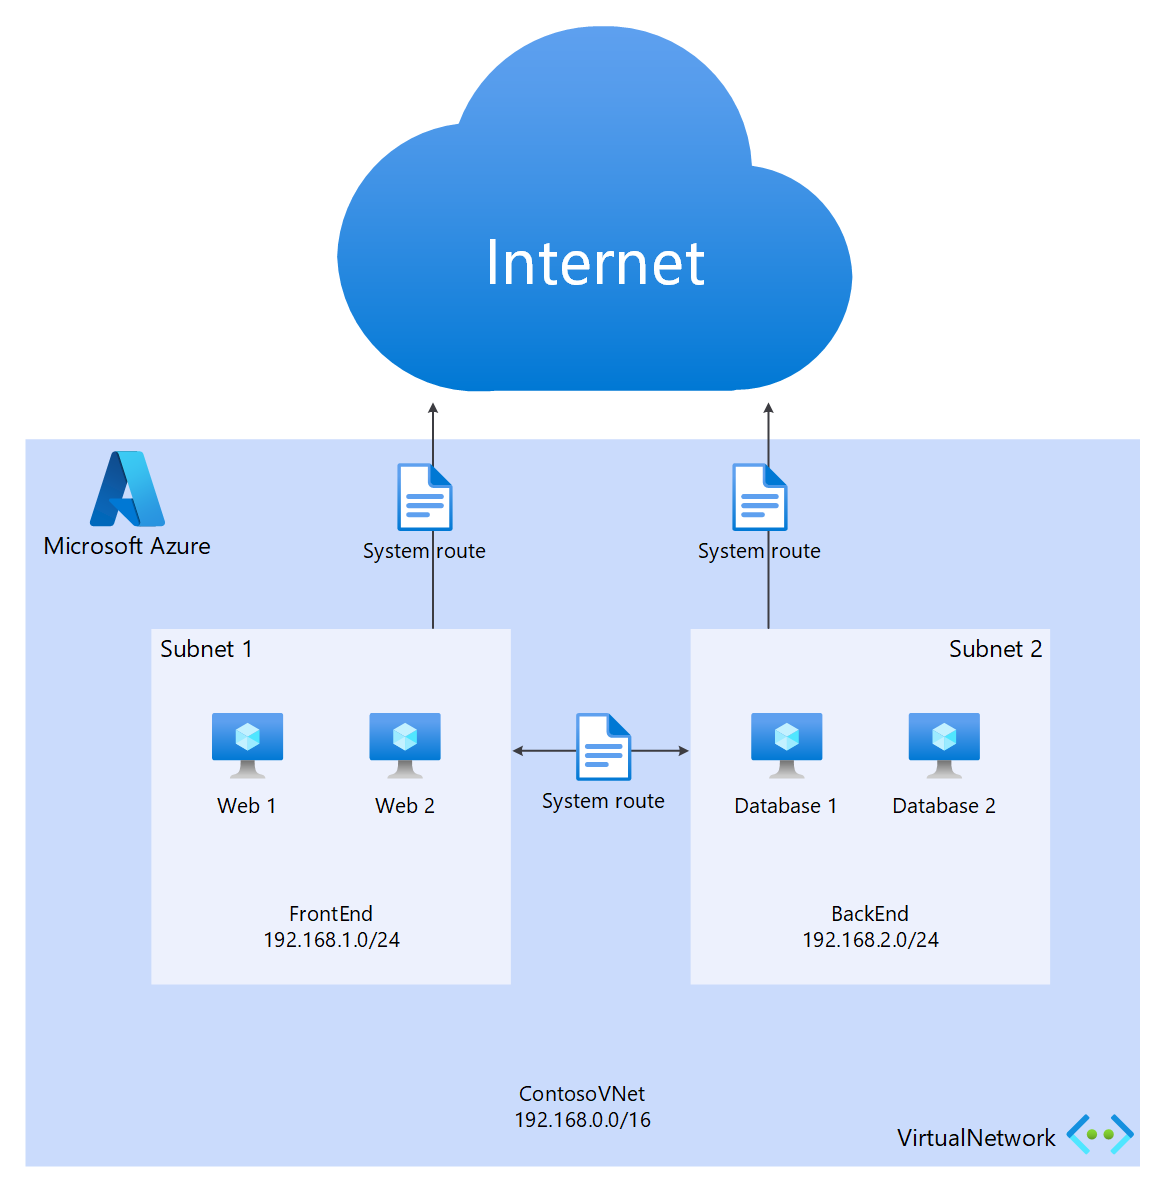 Internet
Microsoft Azure
System route
System route
Subnet 1
Subnet 2
Web 1
Web 2
System route
Database 1
Database 2
FrontEnd
192.168.1.0/24
BackEnd
192.168.2.0/24
ContosoVNet
192.168.0.0/16
VirtualNetwork